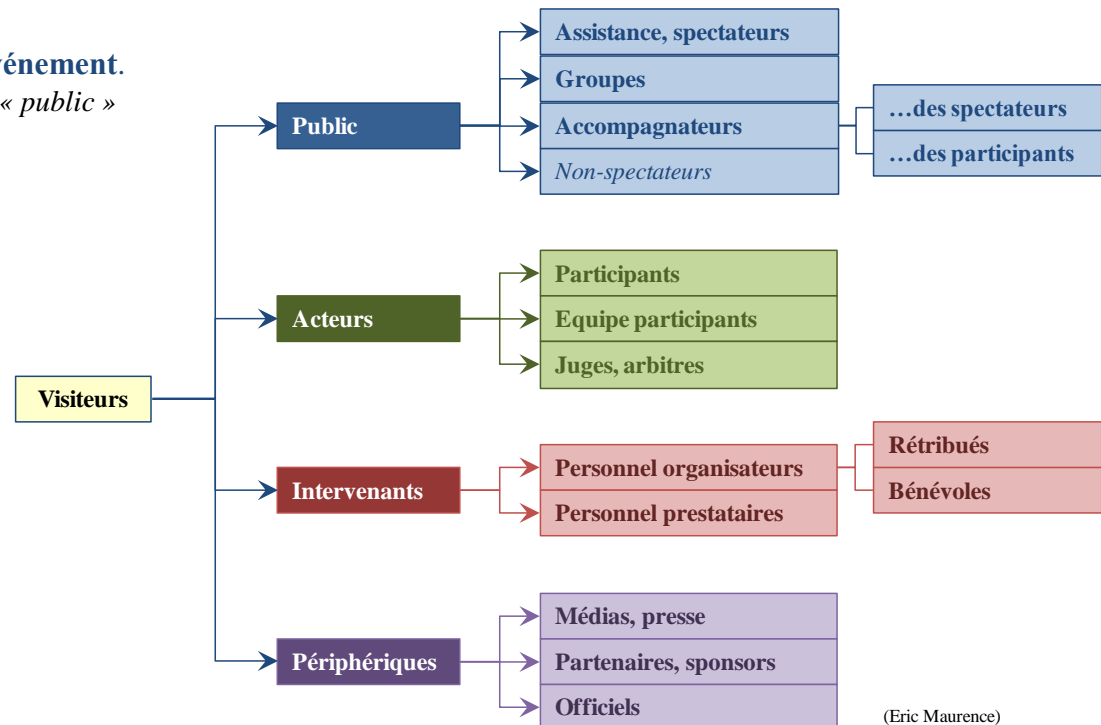 vénement.
« public »
Visiteurs
Public
Assistance, spectateurs
Groupes
Accompagnateurs
Non-spectateurs
…des spectateurs
…des participants
Acteurs
Participants
Equipe participants
Juges, arbitres
Intervenants
Personnel organisateurs
Personnel prestataires
Rétribués
Bénévoles
Périphériques
Médias, presse
Partenaires, sponsors
Officiels
(Eric Maurence)